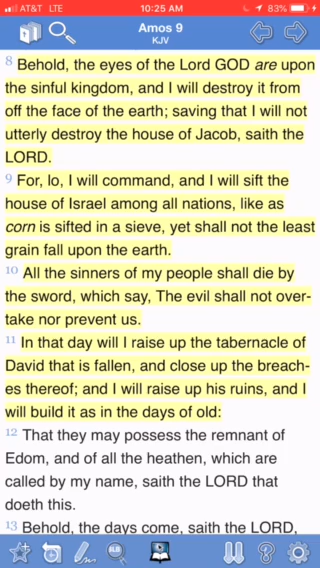 AT&T LTE 10:25 AM 83%
Amos 9
KJV
8 Behold, the eyes of the Lord GOD are upon
the sinful kingdom, and I will destroy it from
off the face of the earth; saving that I will not
utterly destroy the house of Jacob, saith the
LORD.
9 For, lo, I will command, and I will sift the
house of Israel among all nations, like as
corn is sifted in a sieve, yet shall not the least
grain fall upon the earth.
10 All the sinners of my people shall die by
the sword, which say, The evil shall not over-
take nor prevent us.
11 In that day will I raise up the tabernacle of
David that is fallen, and close up the breach-
es thereof; and I will raise up his ruins, and I
will build it as in the days of old:
12 That they may possess the remnant of
Edom, and of all the heathen, which are
called by my name, saith the LORD that
doeth this.
13 Behold, the days come, saith the LORD,